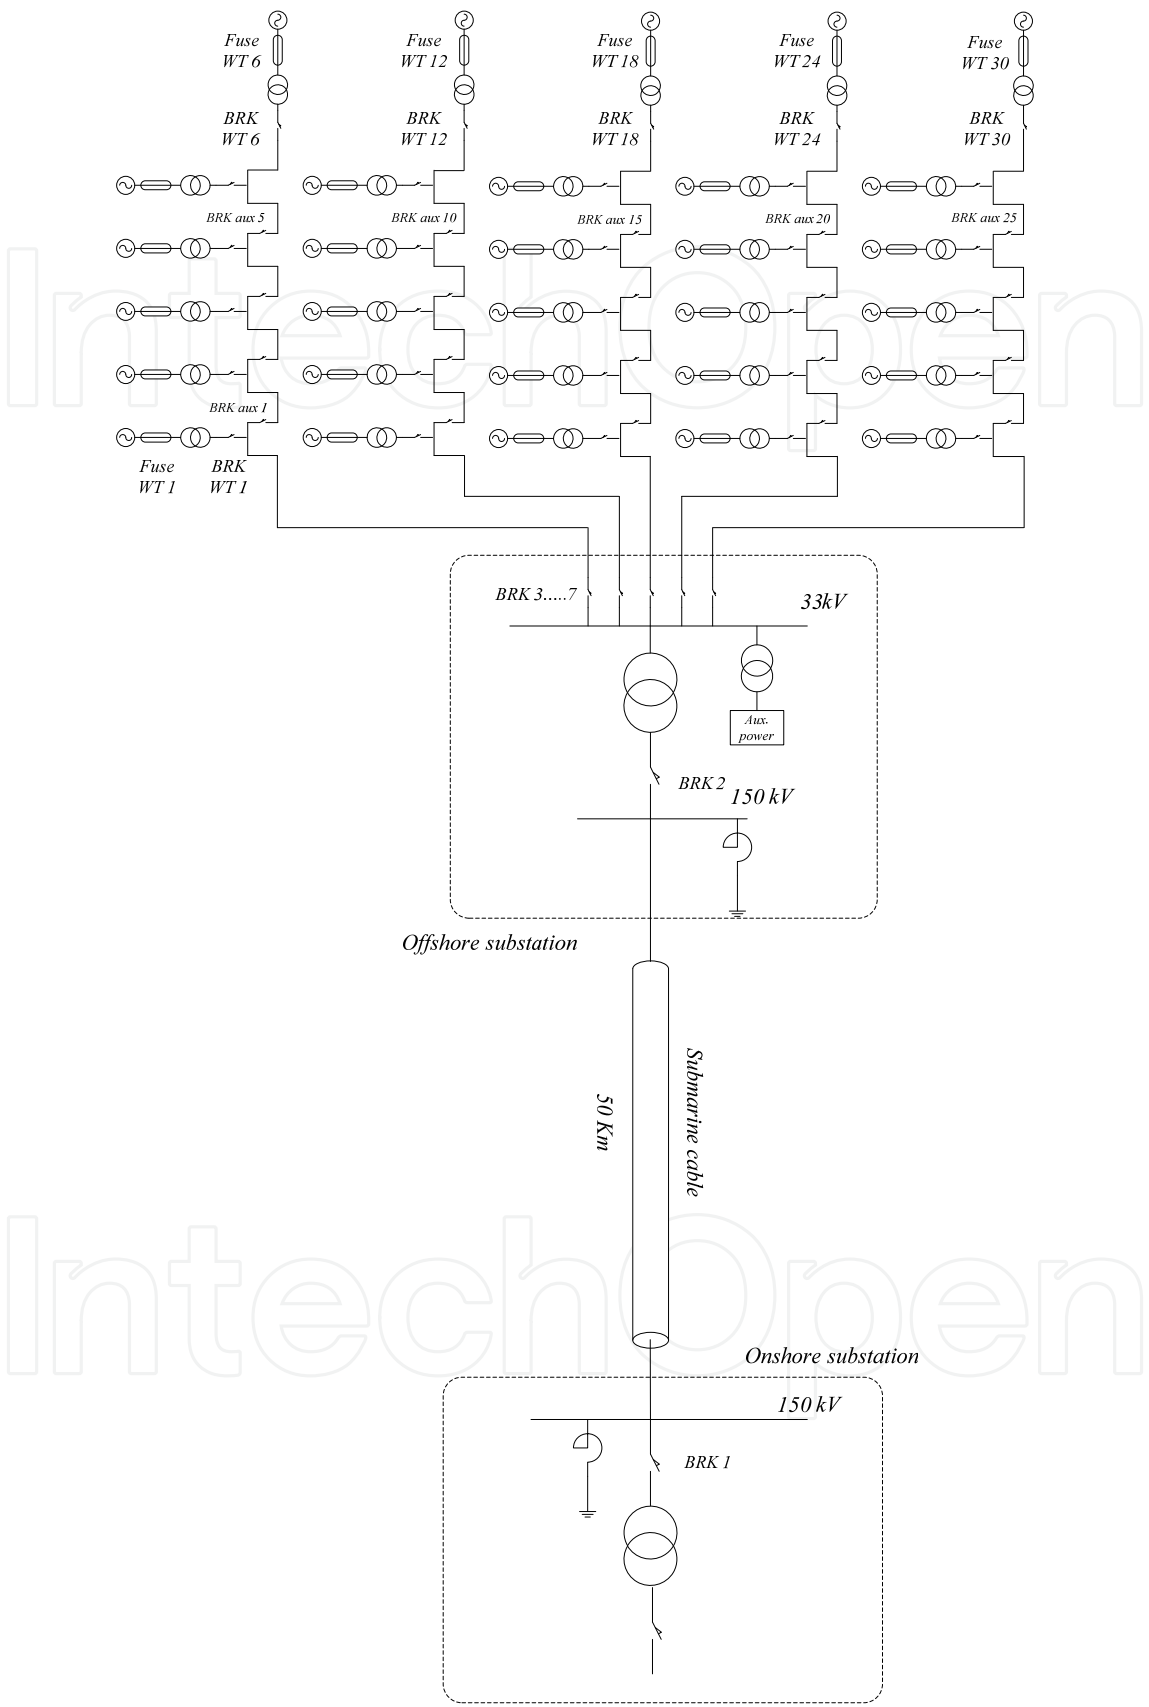 Fuse
WT 6
Fuse
WT 12
Fuse
WT 18
Fuse
WT 24
Fuse
WT 30
BRK
WT 6
BRK
WT 12
BRK
WT 18
BRK
WT 24
BRK
WT 30
BRK aux 5
BRK aux 10
BRK aux 15
BRK aux 20
BRK aux 25
IntechOpen
BRK aux 1
Fuse
WT 1
BRK
WT 1
BRK 3.....7
33kV
Aux.
power
BRK 2
150 kV
Offshore substation
Submarine cable
50 Km
IntechOpen
Onshore substation
150 kV
BRK 1